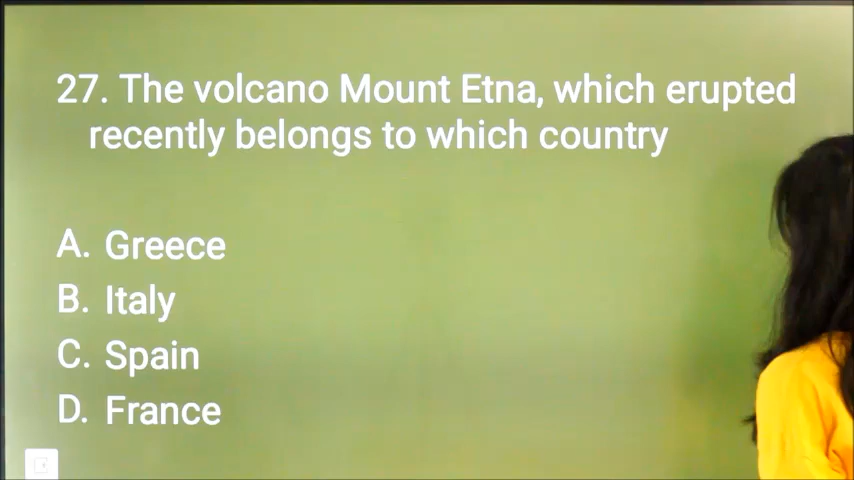 27. The volcano Mount Etna, which erupted
recently belongs to which country
A. Greece
B. Italy
C. Spain
D. France